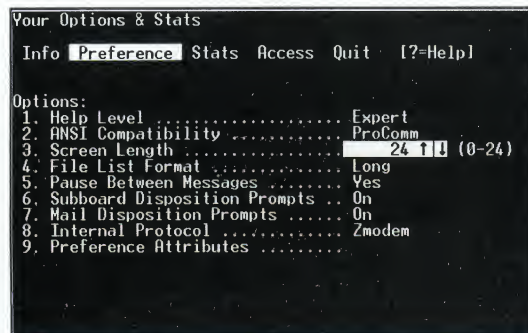 Your Options & Stats
Info Preference Stats Access Quit [?=Help]
Options:
1. Help Level .................... Expert
2. ANSI Compatibility ............ ProComm
3. Screen Length ................. 24 ↑|↓ (0-24)
4. File List Format .............. Long
5. Pause Between Messages ........ Yes
6. Subboard Disposition Prompts .. On
7. Mail Disposition Prompts ...... On
8. Internal Protocol ............. Zmodem
9. Preference Attributes .........